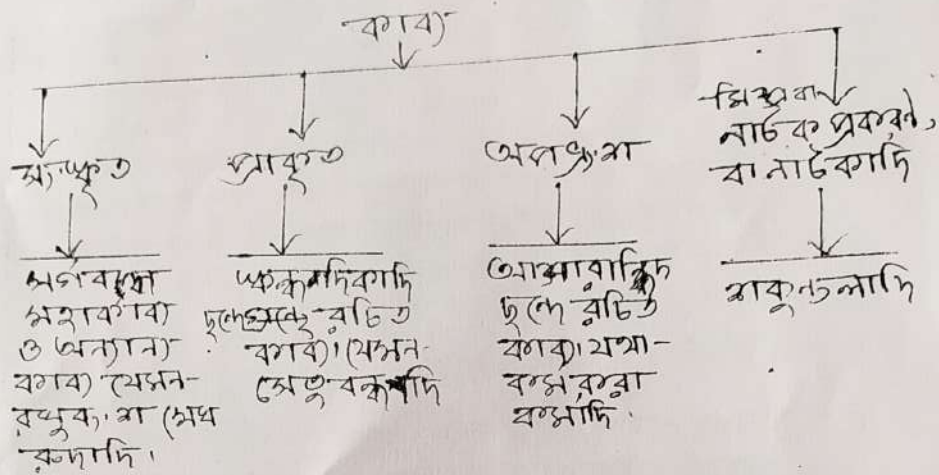 কাব্য
সংস্কৃত
প্রাকৃত
অপভ্রংশ
মিশ্র বা
নাটক প্রকরণ,
বা নাটকাদি
সর্গবন্ধে
মহাকাব্য
ও অন্যান্য
কাব্য যেমন-
রঘুবংশ মেঘ
দূতাদি।
স্কন্ধকাদি
ছন্দে রচিত
কাব্য। যেমন-
সেতুবন্ধাদি
ছন্দে রচিত
কাব্য। যথা-
শকুন্তলাদি